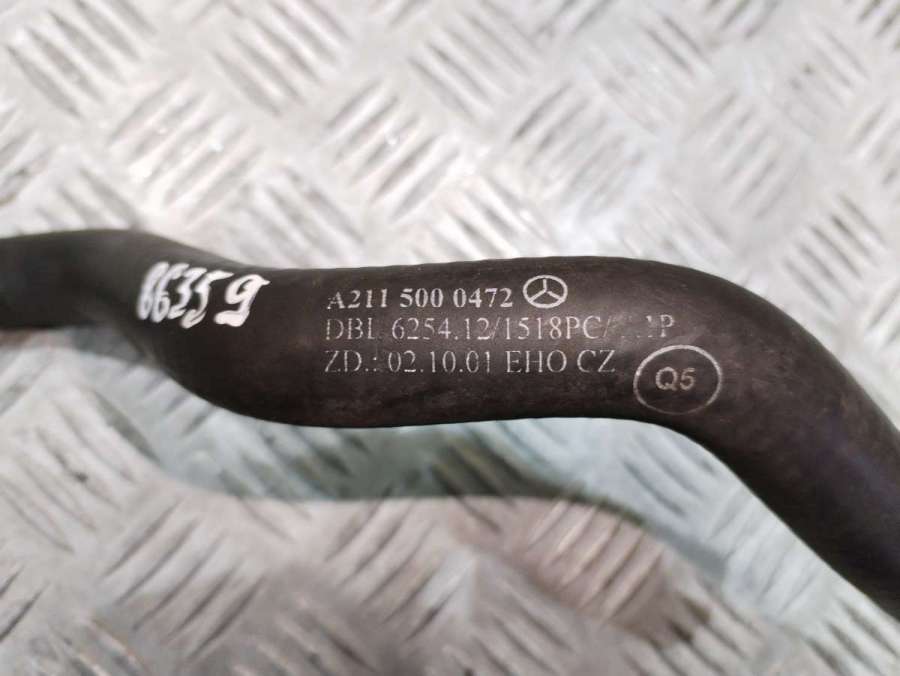 86359
A211 500 0472
DBL 6254.12/1518PC/
ZD.: 02.10.01 EHO CZ
Q5